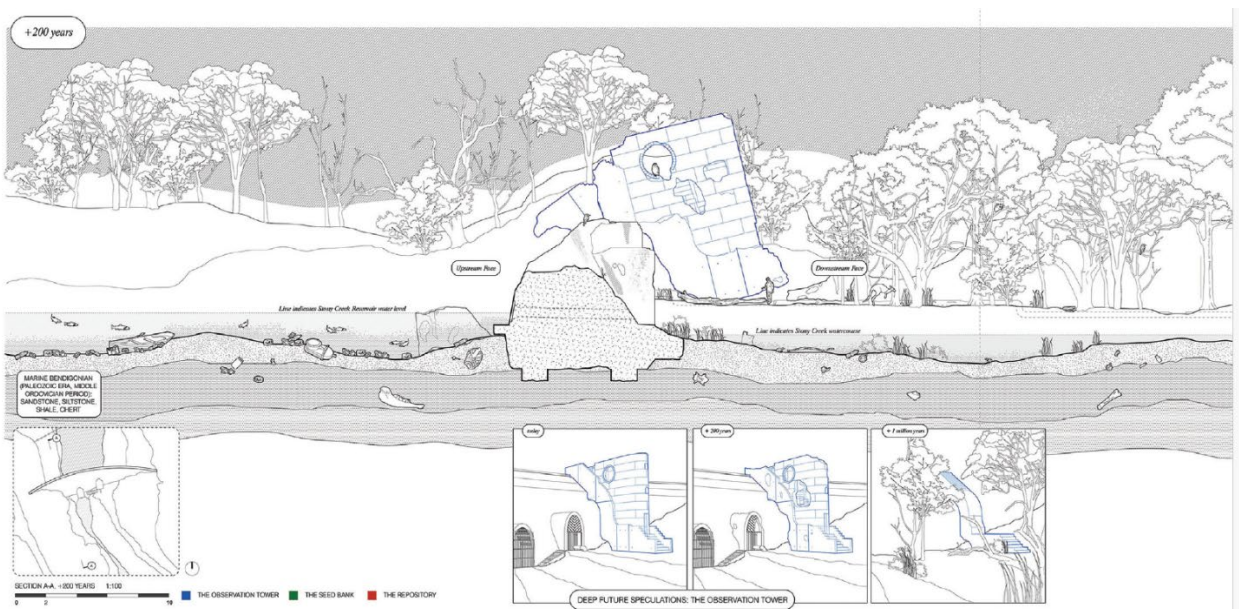 +200 years
Upstream Face
Downstream Face
Line indicates Stony Creek Reservoir water level
Line indicates Stony Creek watercourse
MARINE BENDIGONIAN
(PALEOZOIC ERA, MIDDLE
ORDOVICIAN PERIOD):
SANDSTONE, SILTSTONE,
SHALE, CHERT
today
+ 200 years
+ 1 million years
SECTION A-A, +200 YEARS 1:100
0 2 10
THE OBSERVATION TOWER THE SEED BANK THE REPOSITORY
DEEP FUTURE SPECULATIONS: THE OBSERVATION TOWER